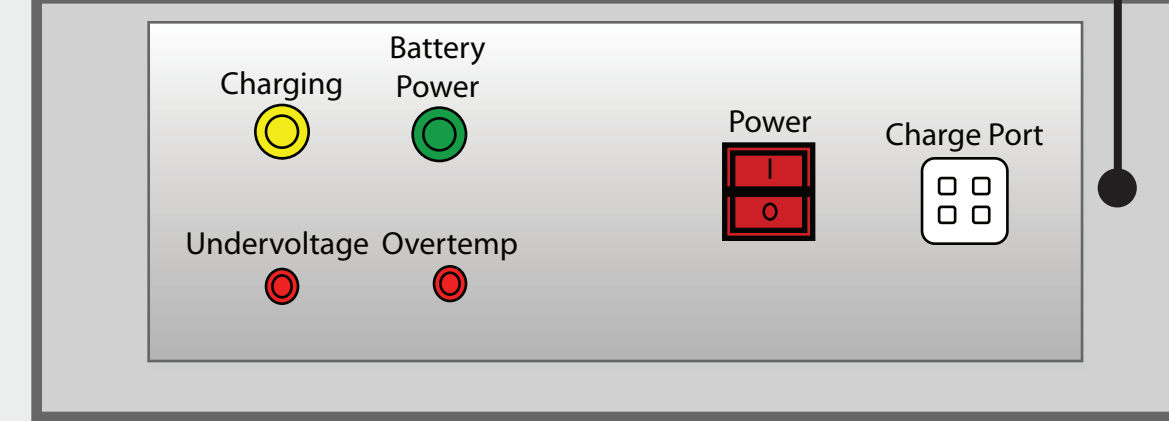 Battery
Power
Charging
Power
Charge Port
I
O
Undervoltage
Overtemp